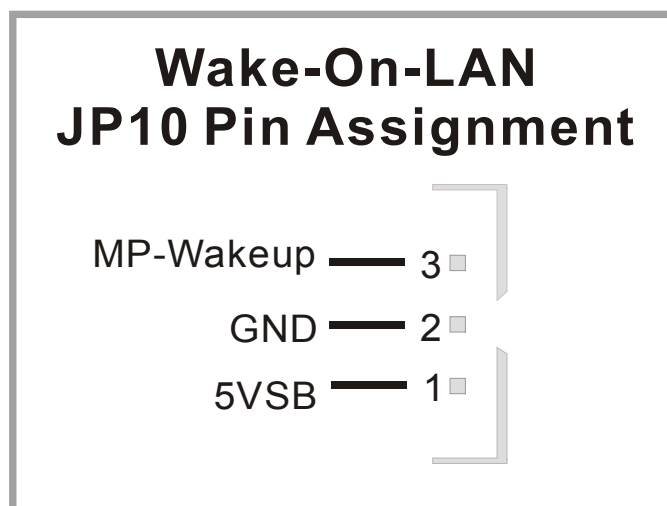 Wake-On-LAN
JP10 Pin Assignment
MP-Wakeup 3
GND 2
5VSB 1